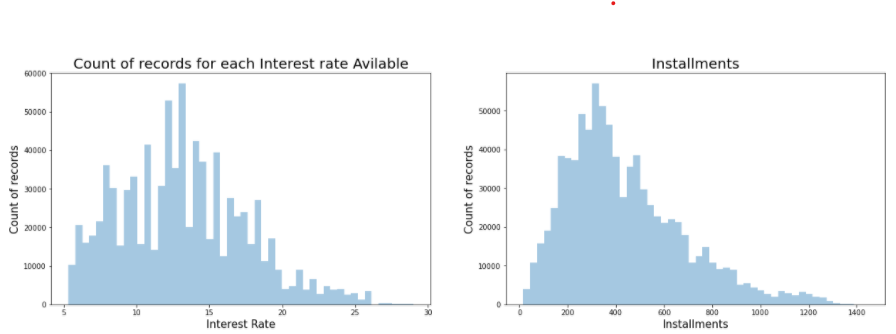 Count of records for each Interest rate Avilable
60000
50000
40000
30000
20000
10000
0
Count of records
5 10 15 20 25 30
Interest Rate
Installments
50000
40000
30000
20000
10000
0
Count of records
0 200 400 600 800 1000 1200 1400
Installments